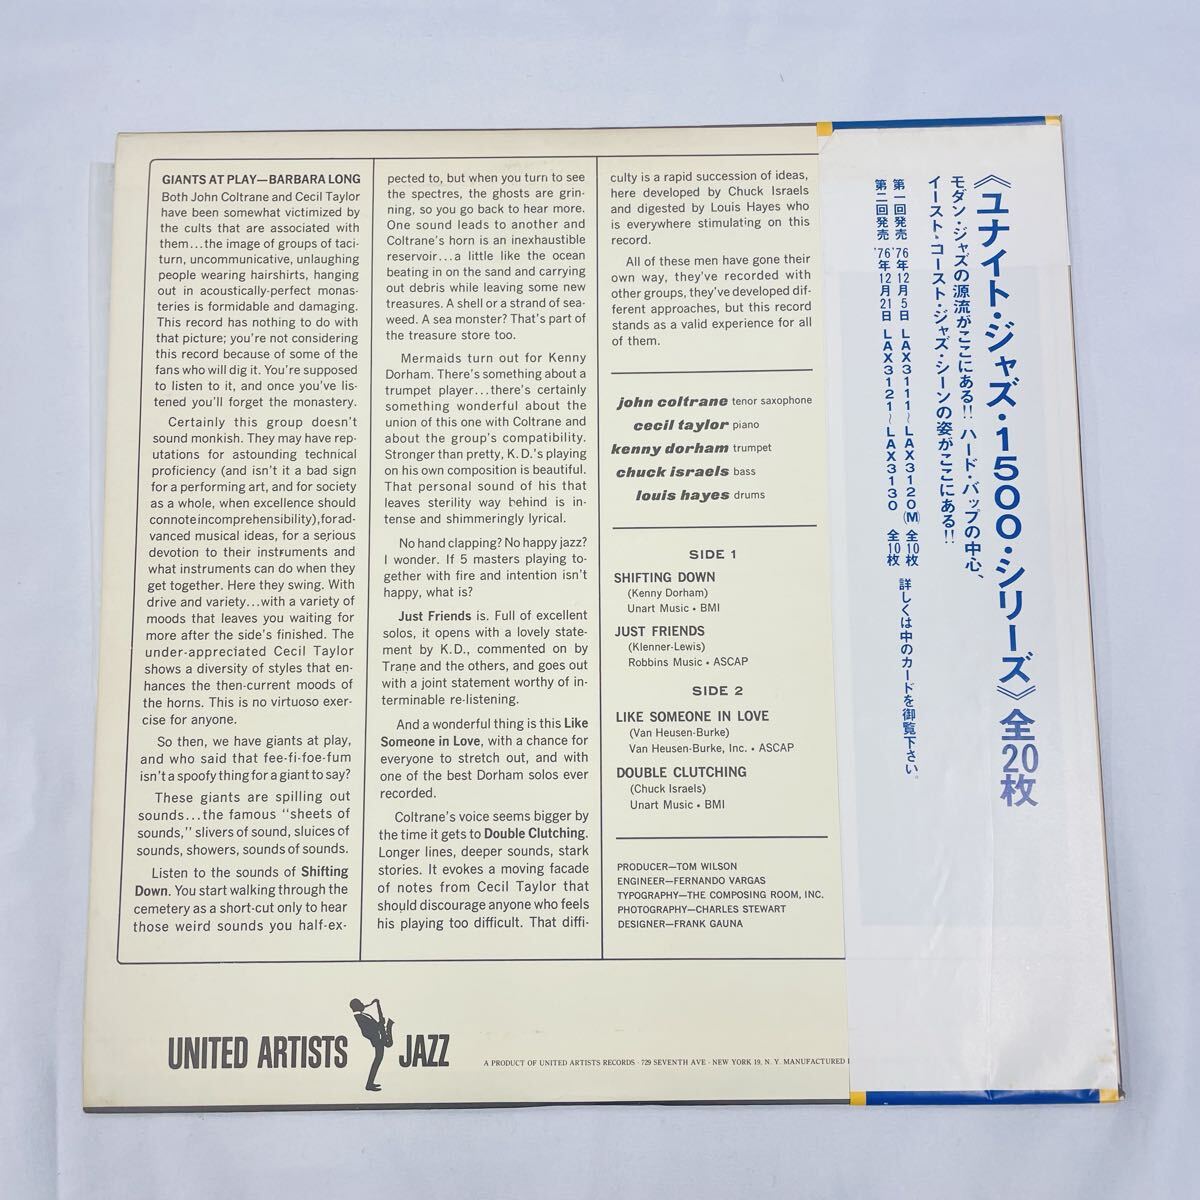 GIANTS AT PLAY—BARBARA LONG
Both John Coltrane and Cecil Taylor
have been somewhat victimized by
the cults that are associated with
them...the image of groups of taci-
turn, uncommunicative, unlaughing
people wearing hairshirts, hanging
out in acoustically-perfect monas-
teries is formidable and damaging.
This record has nothing to do with
that picture; you're not considering
this record because of some of the
fans who will dig it. You're supposed
to listen to it, and once you've lis-
tened you'll forget the monastery.
Certainly this group doesn't
sound monkish. They may have rep-
utations for astounding technical
proficiency (and isn't it a bad sign
for a performing art, and for society
as a whole, when excellence should
connote incomprehensibility), for ad-
vanced musical ideas, for a serious
devotion to their instruments and
what instruments can do when they
get together. Here they swing. With
drive and variety...with a variety of
moods that leaves you waiting for
more after the side's finished. The
under-appreciated Cecil Taylor
shows a diversity of styles that en-
hances the then-current moods of
the horns. This is no virtuoso exer-
cise for anyone.
So then, we have giants at play,
and who said that fee-fi-foe-fum
isn't a spoofy thing for a giant to say?
These giants are spilling out
sounds...the famous "sheets of
sounds," slivers of sound, sluices of
sounds, showers, sounds of sounds.
Listen to the sounds of Shifting
Down. You start walking through the
cemetery as a short-cut only to hear
those weird sounds you half-ex-
pected to, but when you turn to see
the spectres, the ghosts are grin-
ning, so you go back to hear more.
One sound leads to another and
Coltrane's horn is an inexhaustible
reservoir...a little like the ocean
beating in on the sand and carrying
out debris while leaving some new
treasures. A shell or a strand of sea-
weed. A sea monster? That's part of
the treasure store too.
Mermaids turn out for Kenny
Dorham. There's something about a
trumpet player...there's certainly
something wonderful about the
union of this one with Coltrane and
about the group's compatibility.
Stronger than pretty, K.D.'s playing
on his own composition is beautiful.
That personal sound of his that
leaves sterility way behind is in-
tense and shimmeringly lyrical.
No hand clapping? No happy jazz?
I wonder. If 5 masters playing to-
gether with fire and intention isn't
happy, what is?
Just Friends is. Full of excellent
solos, it opens with a lovely state-
ment by K.D., commented on by
Trane and the others, and goes out
with a joint statement worthy of in-
terminable re-listening.
And a wonderful thing is this Like
Someone in Love, with a chance for
everyone to stretch out, and with
one of the best Dorham solos ever
recorded.
Coltrane's voice seems bigger by
the time it gets to Double Clutching.
Longer lines, deeper sounds, stark
stories. It evokes a moving facade
of notes from Cecil Taylor that
should discourage anyone who feels
his playing too difficult. That diffi-
culty is a rapid succession of ideas,
here developed by Chuck Israels
and digested by Louis Hayes who
is everywhere stimulating on this
record.
All of these men have gone their
own way, they've recorded with
other groups, they've developed dif-
ferent approaches, but this record
stands as a valid experience for all
of them.
john coltrane tenor saxophone
cecil taylor piano
kenny dorham trumpet
chuck israels bass
louis hayes drums
SIDE 1
SHIFTING DOWN
(Kenny Dorham)
Unart Music • BMI
JUST FRIENDS
(Klenner-Lewis)
Robbins Music • ASCAP
SIDE 2
LIKE SOMEONE IN LOVE
(Van Heusen-Burke)
Van Heusen-Burke, Inc. • ASCAP
DOUBLE CLUTCHING
(Chuck Israels)
Unart Music • BMI
PRODUCER—TOM WILSON
ENGINEER—FERNANDO VARGAS
TYPOGRAPHY—THE COMPOSING ROOM, INC.
PHOTOGRAPHY—CHARLES STEWART
DESIGNER—FRANK GAUNA
UNITED ARTISTS JAZZ
A PRODUCT OF UNITED ARTISTS RECORDS · 729 SEVENTH AVE · NEW YORK 19, N. Y. MANUFACTURED
《ユナイト・ジャズ・1500・シリーズ》全20枚
モダン・ジャズの源流がここにある!! ハード・バップの中心、
イースト・コースト・ジャズ・シーンの姿がここにある!!
第一回発売 '76年12月5日 LAX3111〜LAX3120(M) 全10枚
第二回発売 '76年12月21日 LAX3121〜LAX3130 全10枚
詳しくは中のカードを御覧下さい。